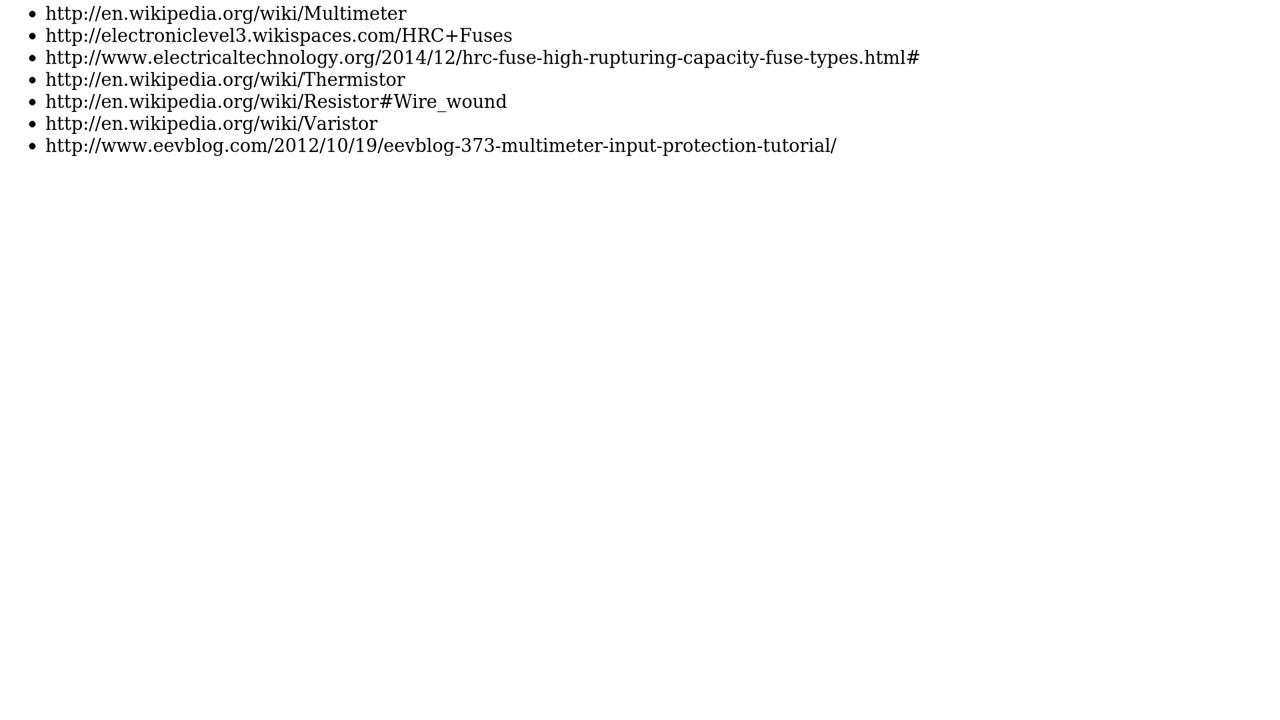 • http://en.wikipedia.org/wiki/Multimeter
• http://electroniclevel3.wikispaces.com/HRC+Fuses
• http://www.electricaltechnology.org/2014/12/hrc-fuse-high-rupturing-capacity-fuse-types.html#
• http://en.wikipedia.org/wiki/Thermistor
• http://en.wikipedia.org/wiki/Resistor#Wire_wound
• http://en.wikipedia.org/wiki/Varistor
• http://www.eevblog.com/2012/10/19/eevblog-373-multimeter-input-protection-tutorial/